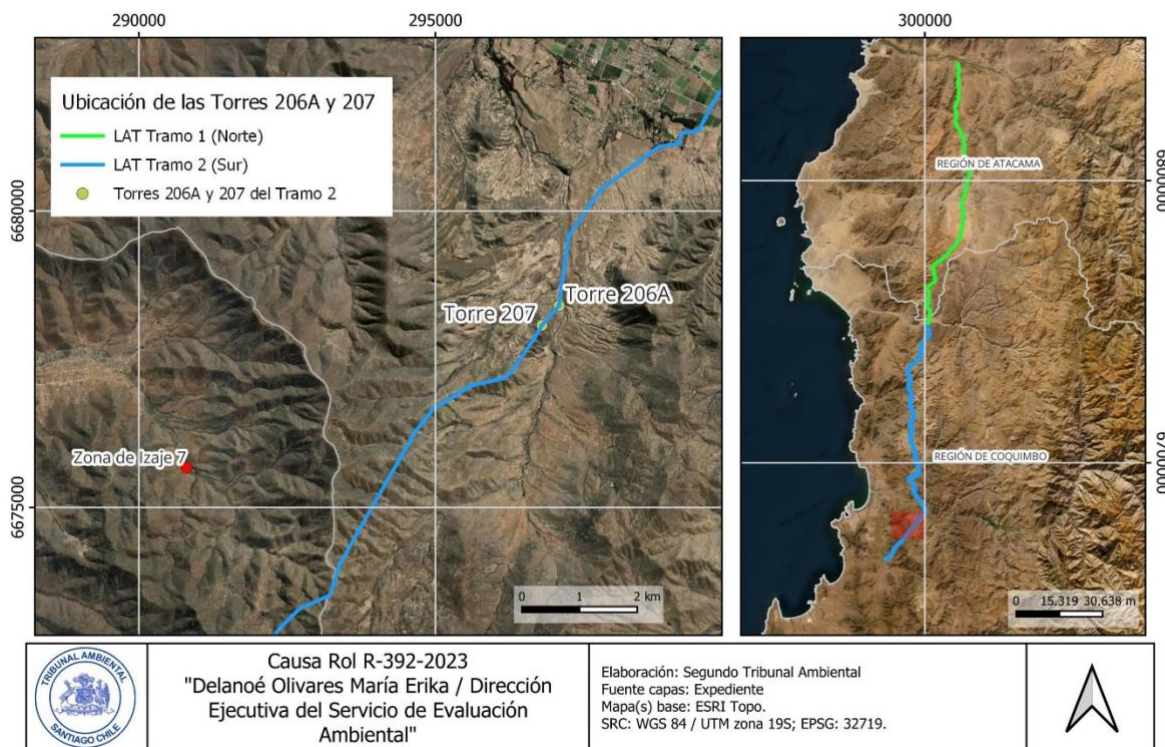 290000
295000
300000
Ubicación de las Torres 206A y 207
LAT Tramo 1 (Norte)
LAT Tramo 2 (Sur)
Torres 206A y 207 del Tramo 2
6680000
6675000
Torre 206A
Torre 207
Zona de Izaje 7
0 2 km
REGIÓN DE ATACAMA
REGIÓN DE COQUIMBO
6800000
6700000
0 15.319 30.638 m
TRIBUNAL AMBIENTAL
SANTIAGO CHILE
Causa Rol R-392-2023
"Delanoé Olivares María Erika / Dirección
Ejecutiva del Servicio de Evaluación
Ambiental"
Elaboración: Segundo Tribunal Ambiental
Fuente capas: Expediente
Mapa(s) base: ESRI Topo.
SRC: WGS 84 / UTM zona 19S; EPSG: 32719.